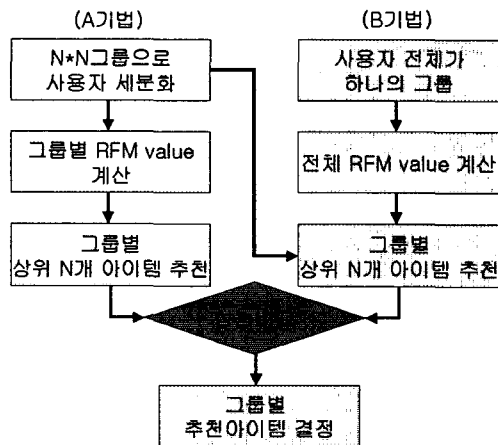 (A기법)
(B기법)
N*N그룹으로
사용자 세분화
사용자 전체가
하나의 그룹
그룹별 RFM value
계산
전체 RFM value 계산
그룹별
상위 N개 아이템 추천
그룹별
상위 N개 아이템 추천
그룹별
추천아이템 결정